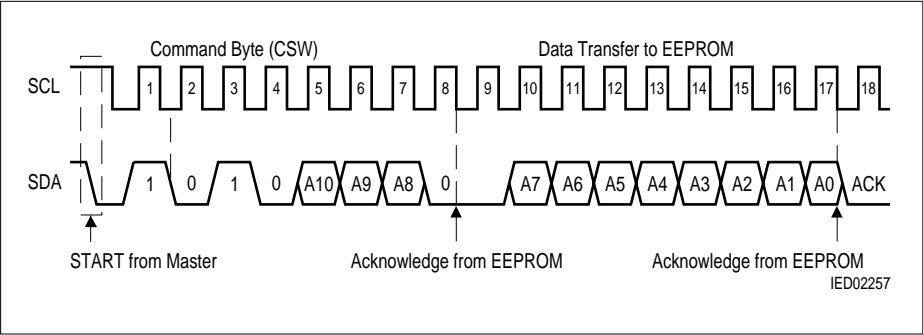 Command Byte (CSW) Data Transfer to EEPROM
SCL 1 2 3 4 5 6 7 8 9 10 11 12 13 14 15 16 17 18
SDA 1 0 1 0 A10 A9 A8 0 A7 A6 A5 A4 A3 A2 A1 A0 ACK
START from Master Acknowledge from EEPROM Acknowledge from EEPROM
IED02257